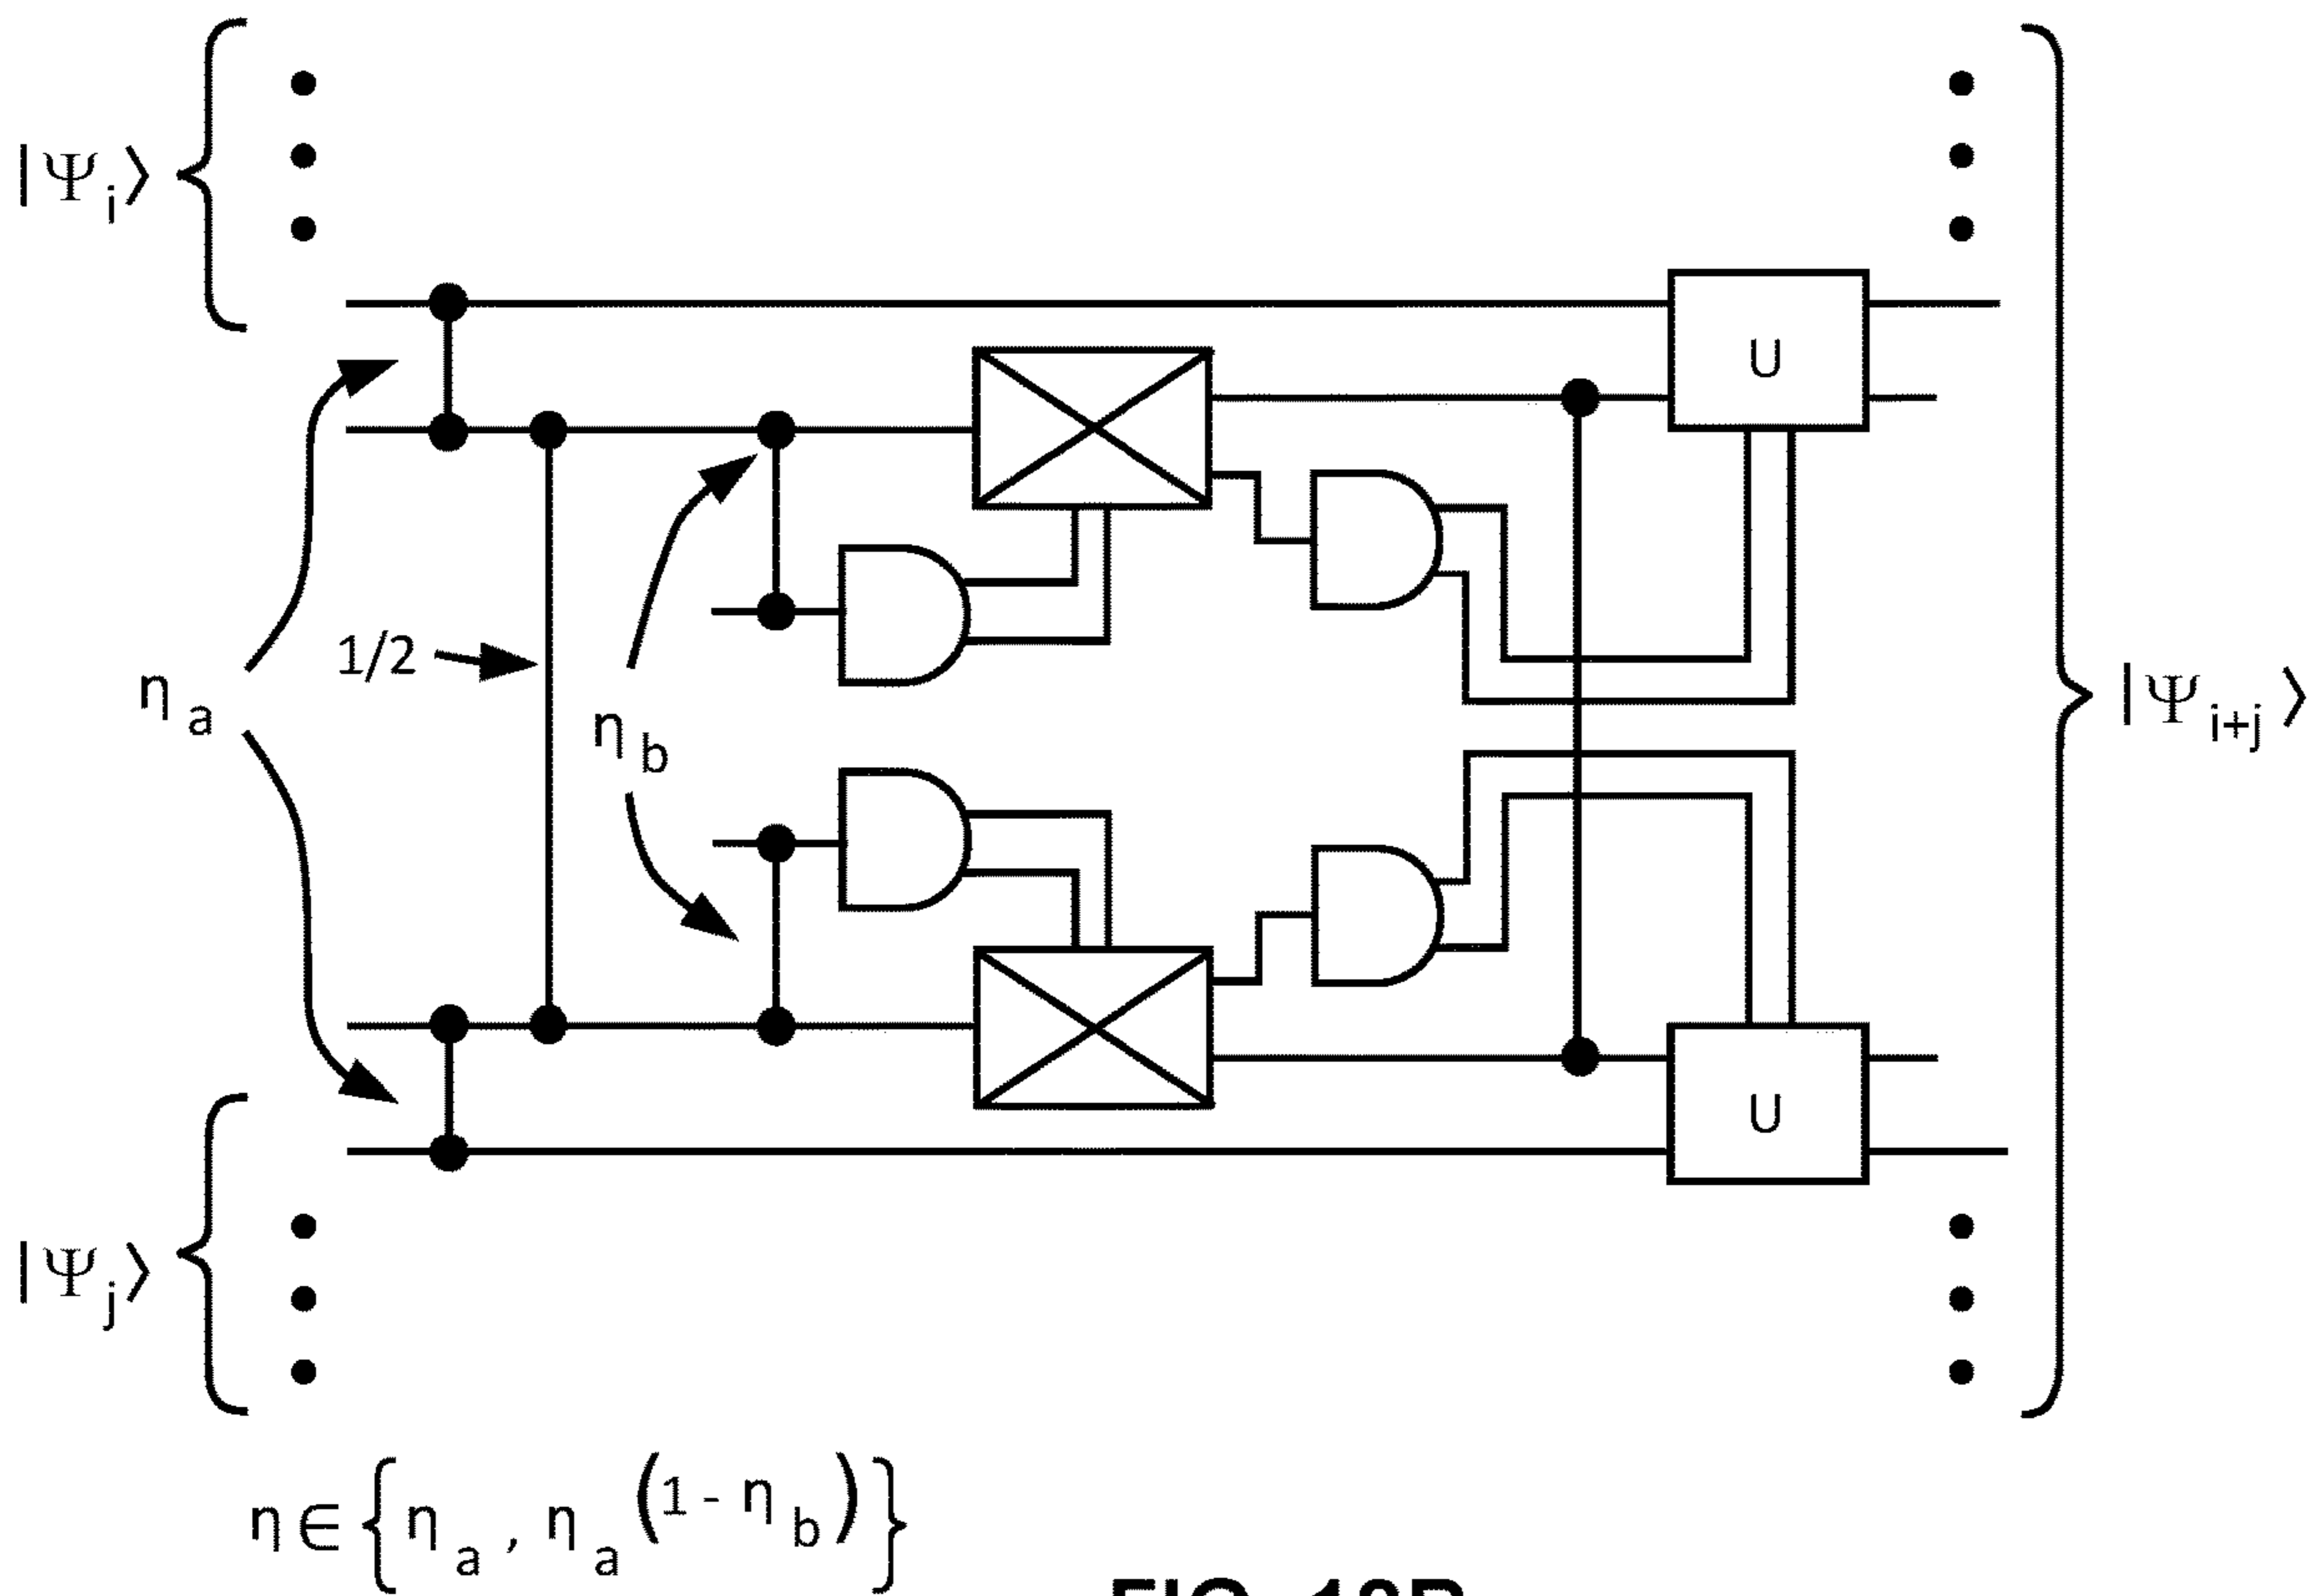 |Ψi⟩
U
1/2
ηa
ηb
|Ψi+j⟩
U
|Ψj⟩
η∈{ηa, ηa(1-ηb)}